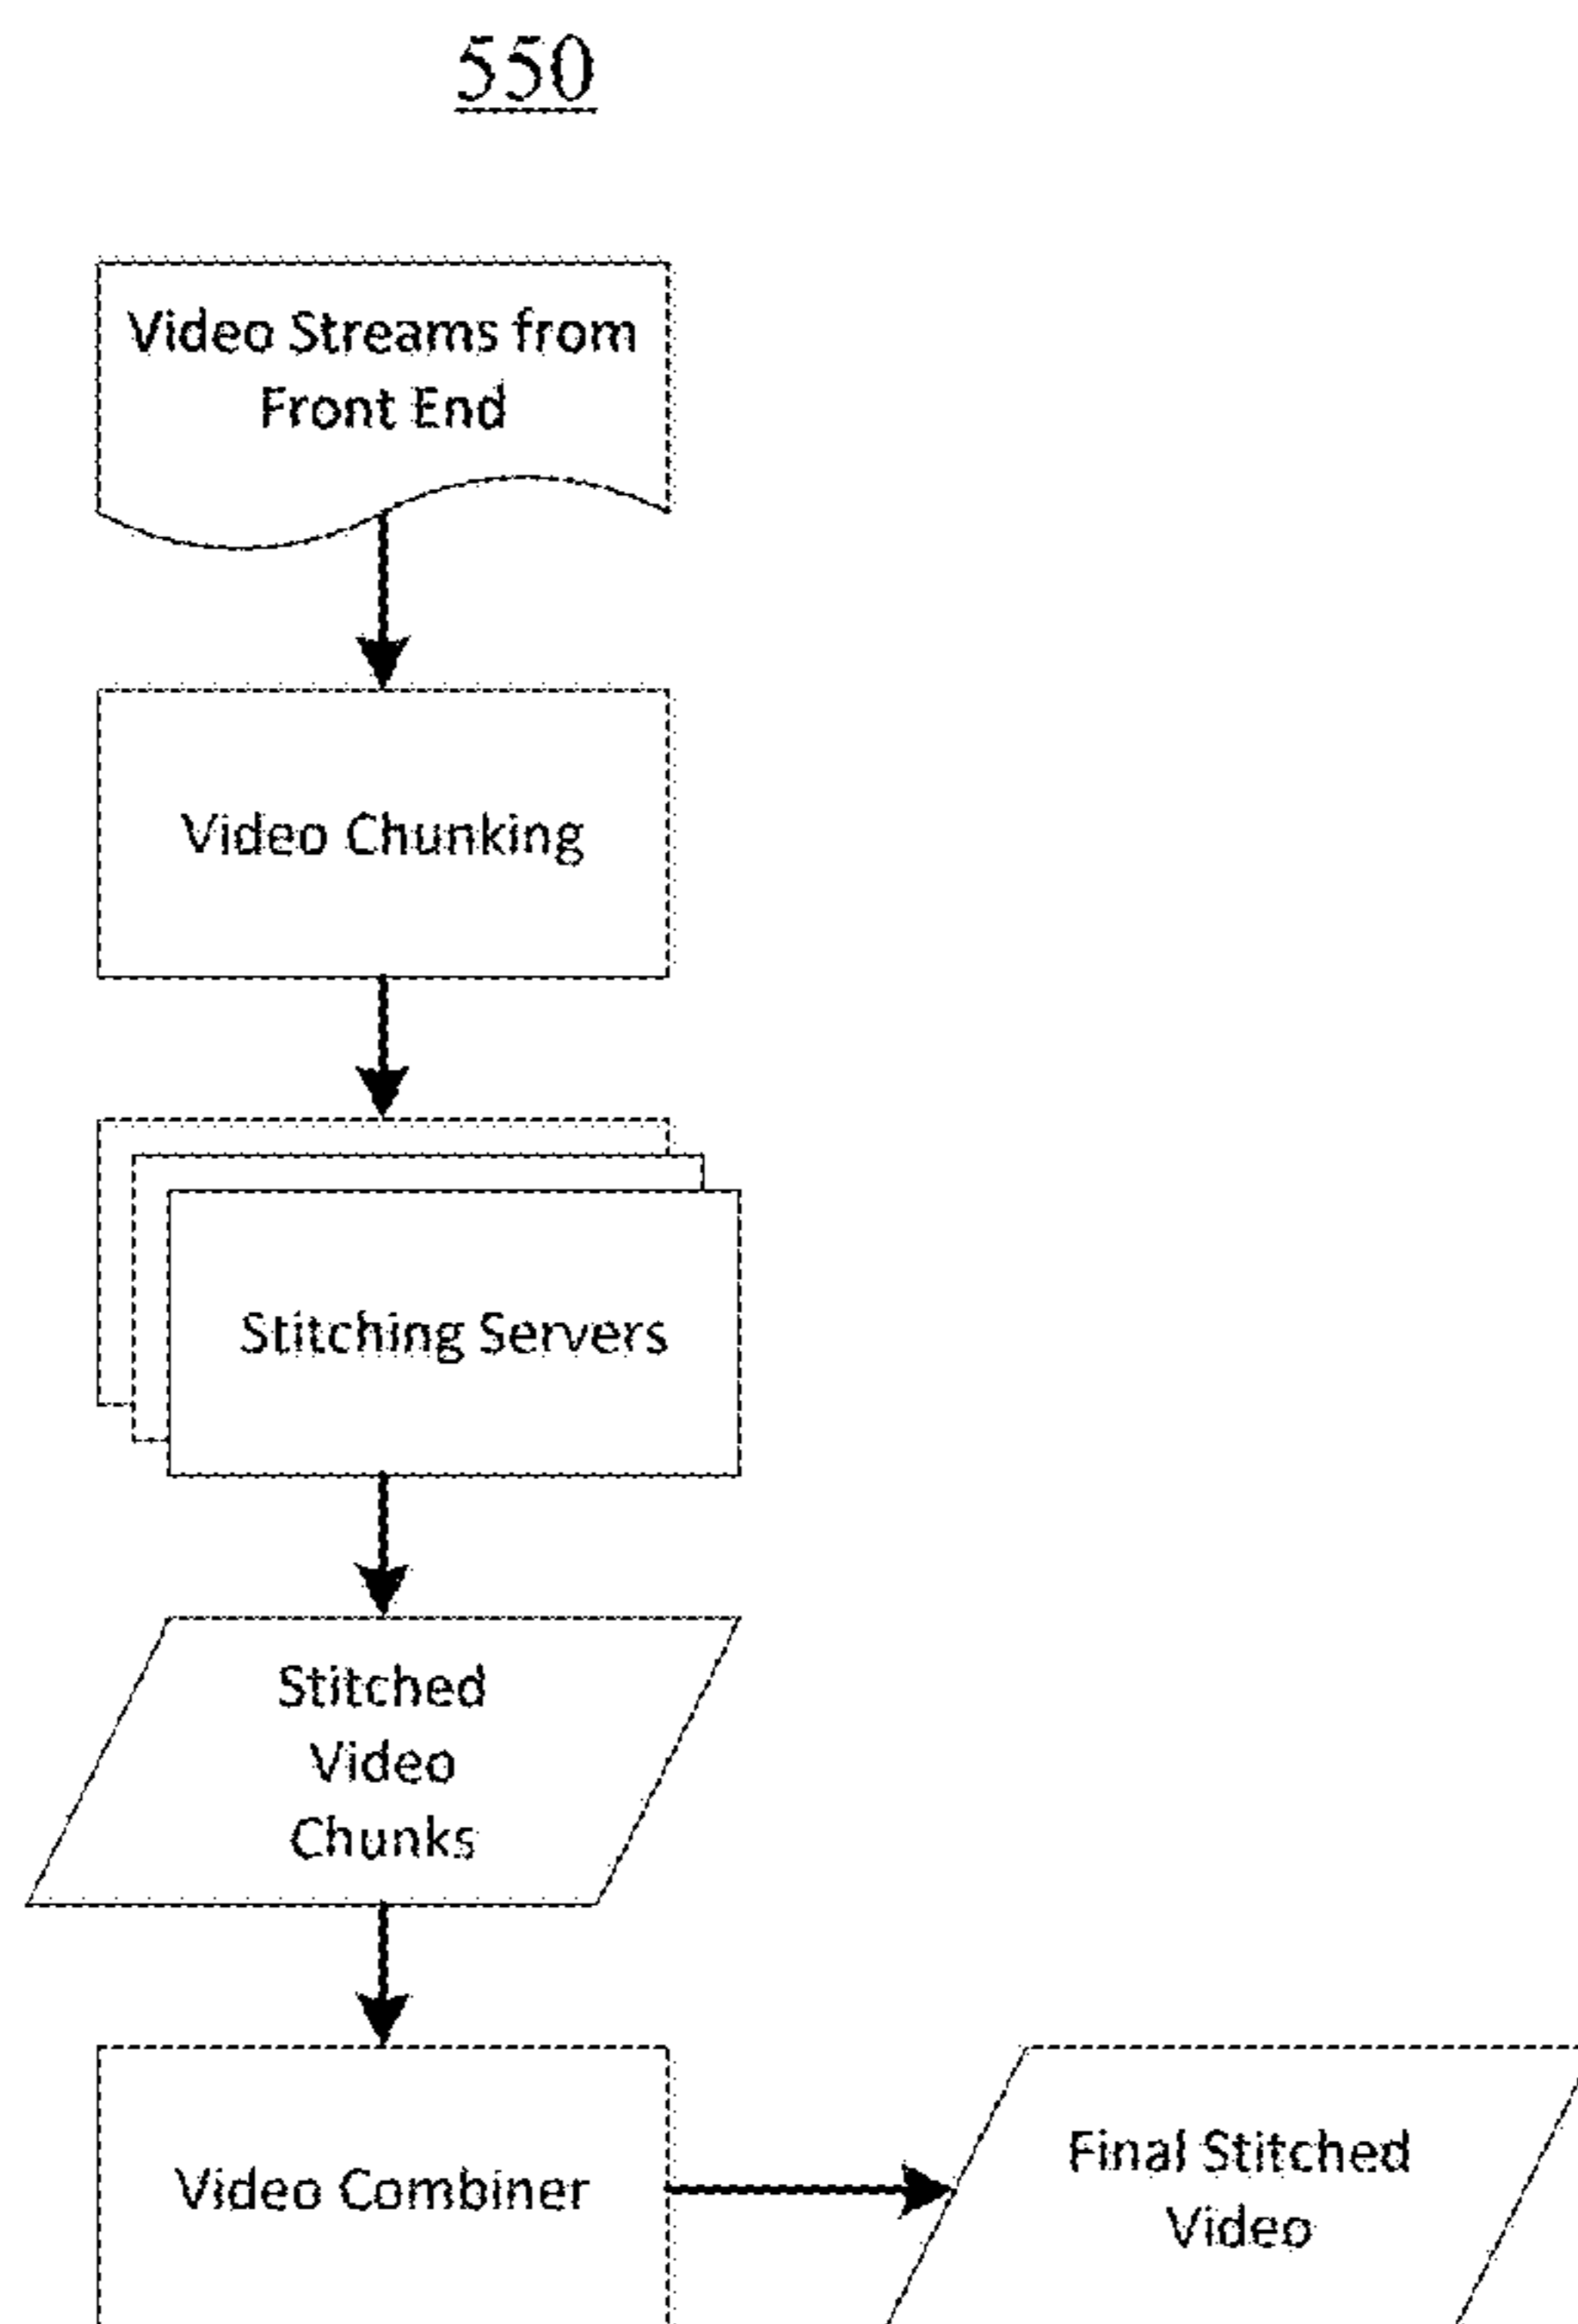 550
Video Streams from
Front End
Video Chunking
Stitching Servers
Stitched
Video
Chunks
Video Combiner
Final Stitched
Video